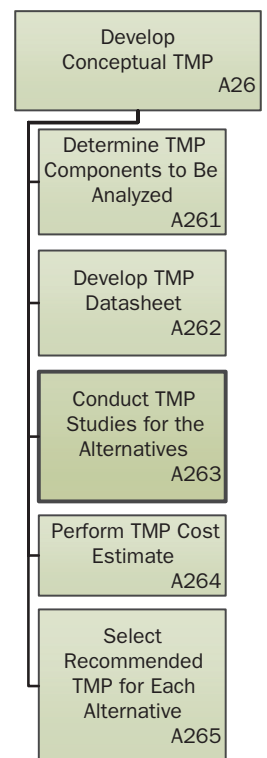 Develop
Conceptual TMP
A26
Determine TMP
Components to Be
Analyzed
A261
Develop TMP
Datasheet
A262
Conduct TMP
Studies for the
Alternatives
A263
Perform TMP Cost
Estimate
A264
Select
Recommended
TMP for Each
Alternative
A265